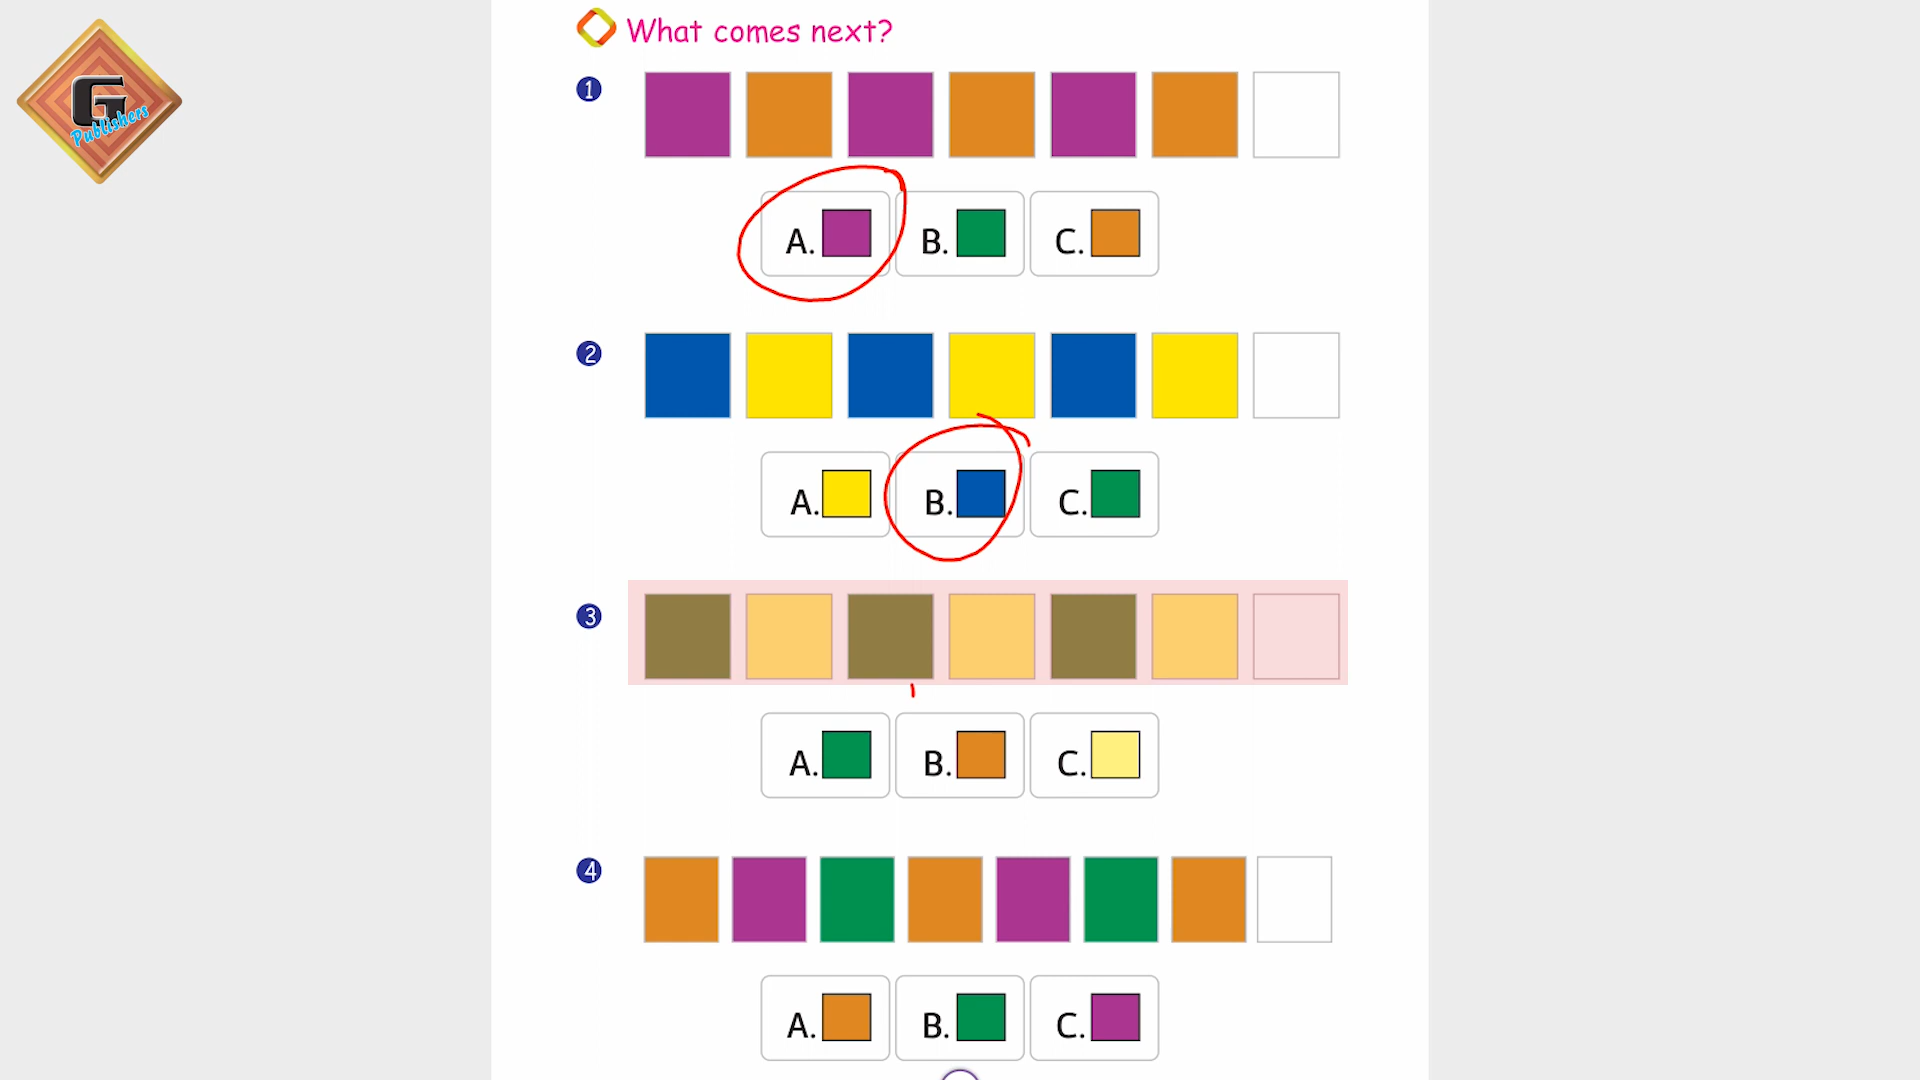 G
Publishers
What comes next?
1
A. B. C.
2
A. B. C.
3
A. B. C.
4
A. B. C.